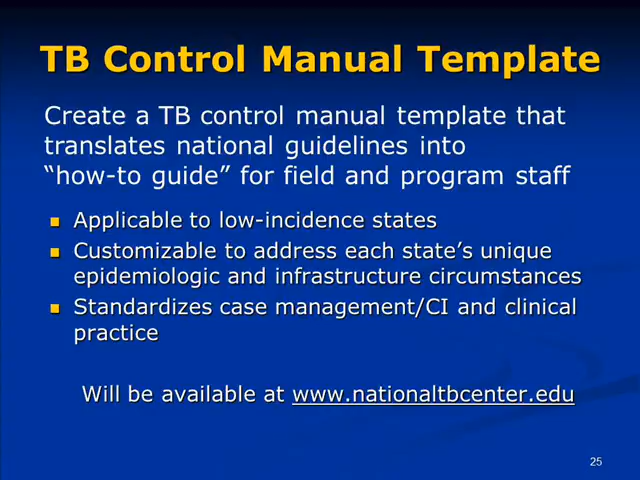 TB Control Manual Template
Create a TB control manual template that
translates national guidelines into
“how-to guide” for field and program staff
Applicable to low-incidence states
Customizable to address each state’s unique
epidemiologic and infrastructure circumstances
Standardizes case management/CI and clinical
practice
Will be available at www.nationaltbcenter.edu
25